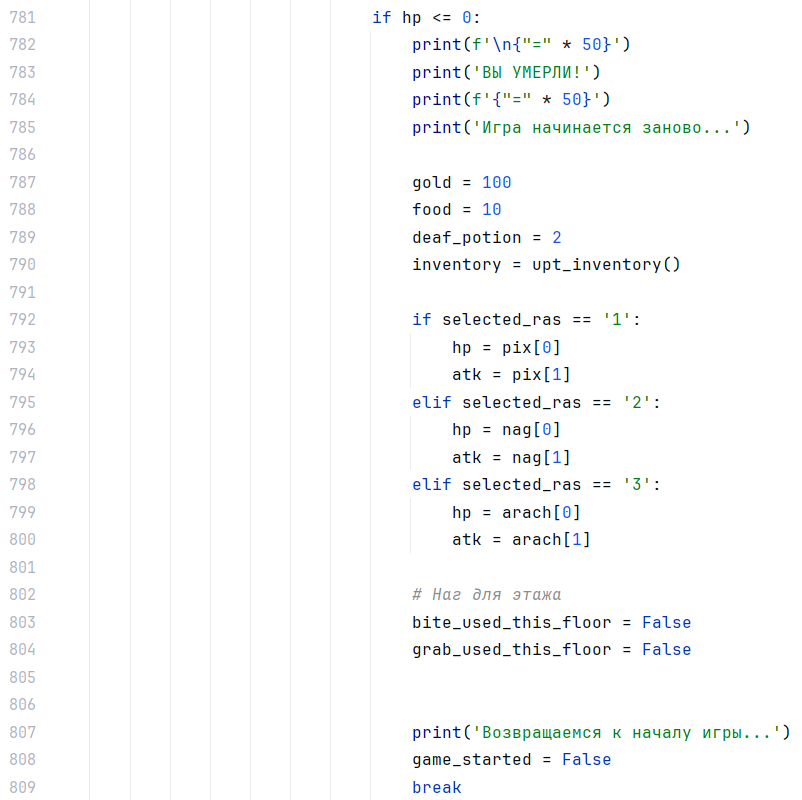 781 if hp <= 0:
782 print(f'\n{"=" * 50}')
783 print('ВЫ УМЕРЛИ!')
784 print(f'{"=" * 50}')
785 print('Игра начинается заново...')
786
787 gold = 100
788 food = 10
789 deaf_potion = 2
790 inventory = upt_inventory()
791
792 if selected_ras == '1':
793 hp = pix[0]
794 atk = pix[1]
795 elif selected_ras == '2':
796 hp = nag[0]
797 atk = nag[1]
798 elif selected_ras == '3':
799 hp = arach[0]
800 atk = arach[1]
801
802 # Наг для этажа
803 bite_used_this_floor = False
804 grab_used_this_floor = False
805
806
807 print('Возвращаемся к началу игры...')
808 game_started = False
809 break